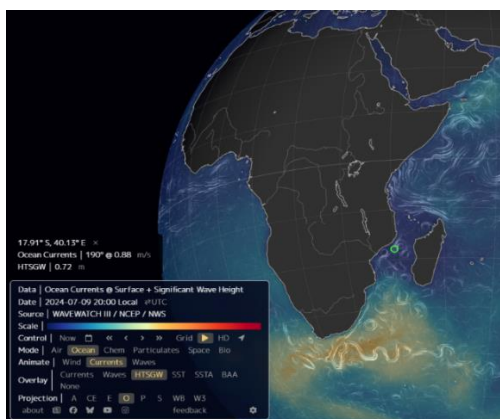 17.91° S, 40.13° E ×
Ocean Currents | 190° @ 0.88 m/s
HTSGW | 0.72 m
Data | Ocean Currents @ Surface + Significant Wave Height
Date | 2024-07-09 20:00 Local ⇄UTC
Source | WAVEWATCH III / NCEP / NWS
Scale |
Control | Now « ‹ › » Grid ▶ HD
Mode | Air Ocean Chem Particulates Space Bio
Animate | Wind Currents Waves
Overlay | Currents Waves HTSGW SST SSTA BAA
None
Projection | A CE E O P S WB W3
about feedback